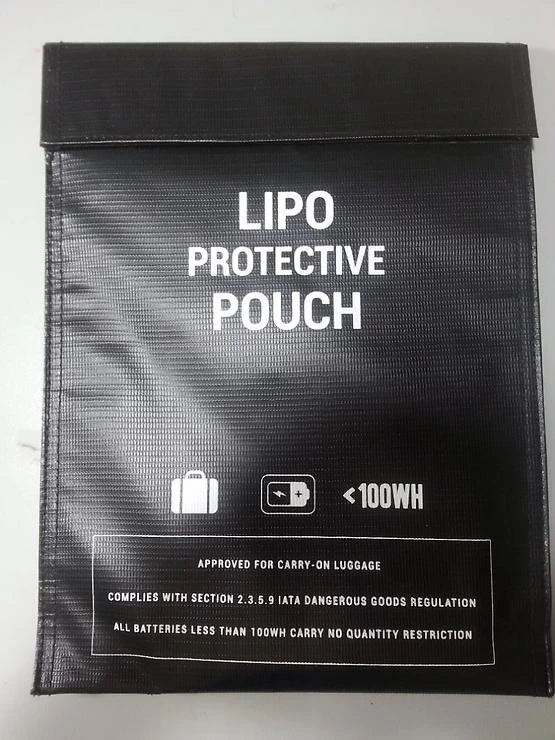 LIPO
PROTECTIVE
POUCH
<100WH
APPROVED FOR CARRY-ON LUGGAGE
COMPLIES WITH SECTION 2.3.5.9 IATA DANGEROUS GOODS REGULATION
ALL BATTERIES LESS THAN 100WH CARRY NO QUANTITY RESTRICTION